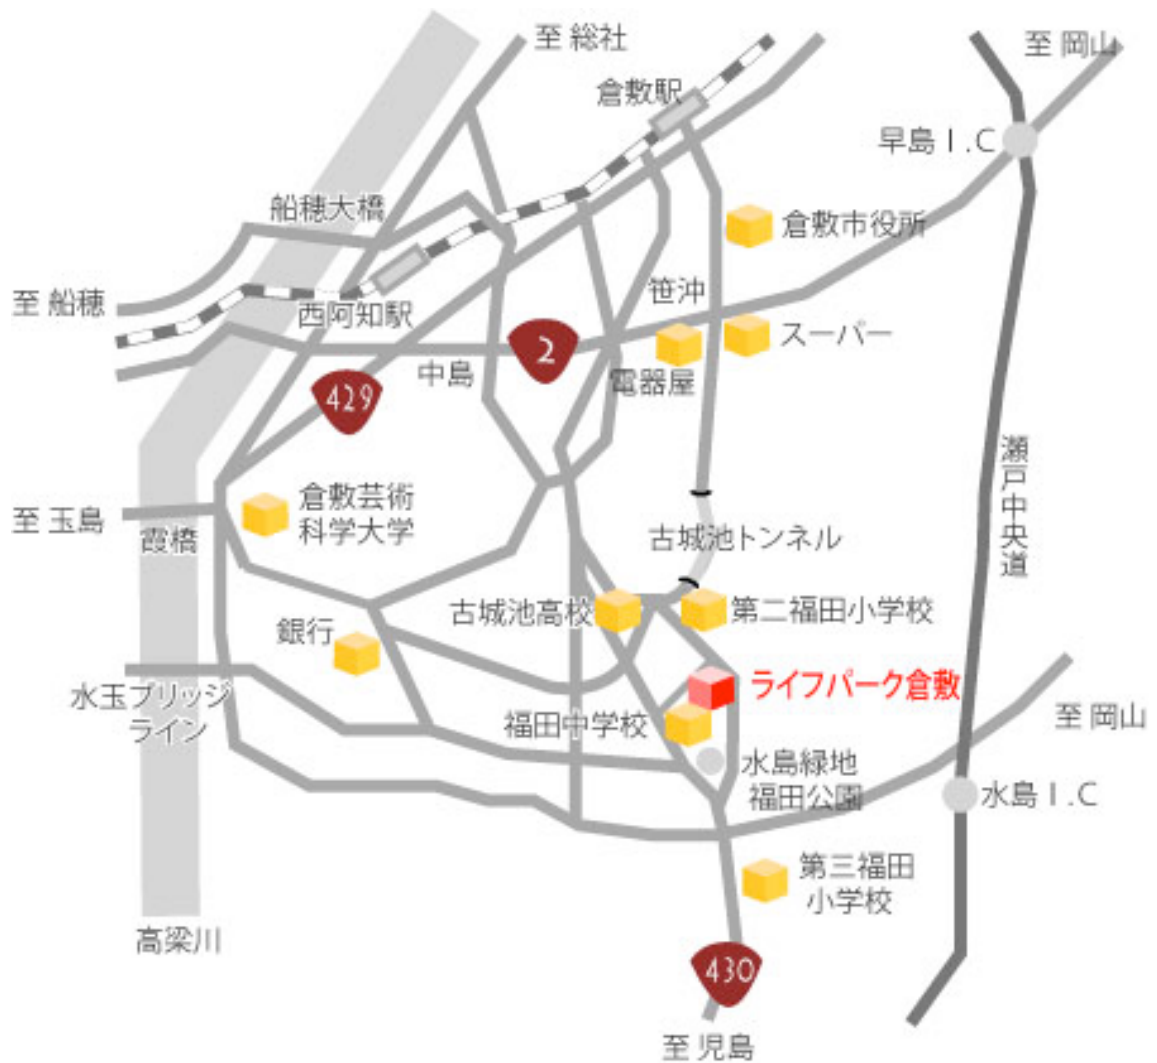 至 総社
至 岡山
倉敷駅
早島 I.C
船穂大橋
倉敷市役所
至 船穂
笹沖
西阿知駅
スーパー
2
中島
電器屋
429
瀬戸中央道
倉敷芸術
科学大学
至 玉島
霞橋
古城池トンネル
古城池高校
第二福田小学校
銀行
ライフパーク倉敷
水玉ブリッジ
ライン
福田中学校
至 岡山
水島緑地
福田公園
水島 I.C
第三福田
小学校
高梁川
430
至 児島